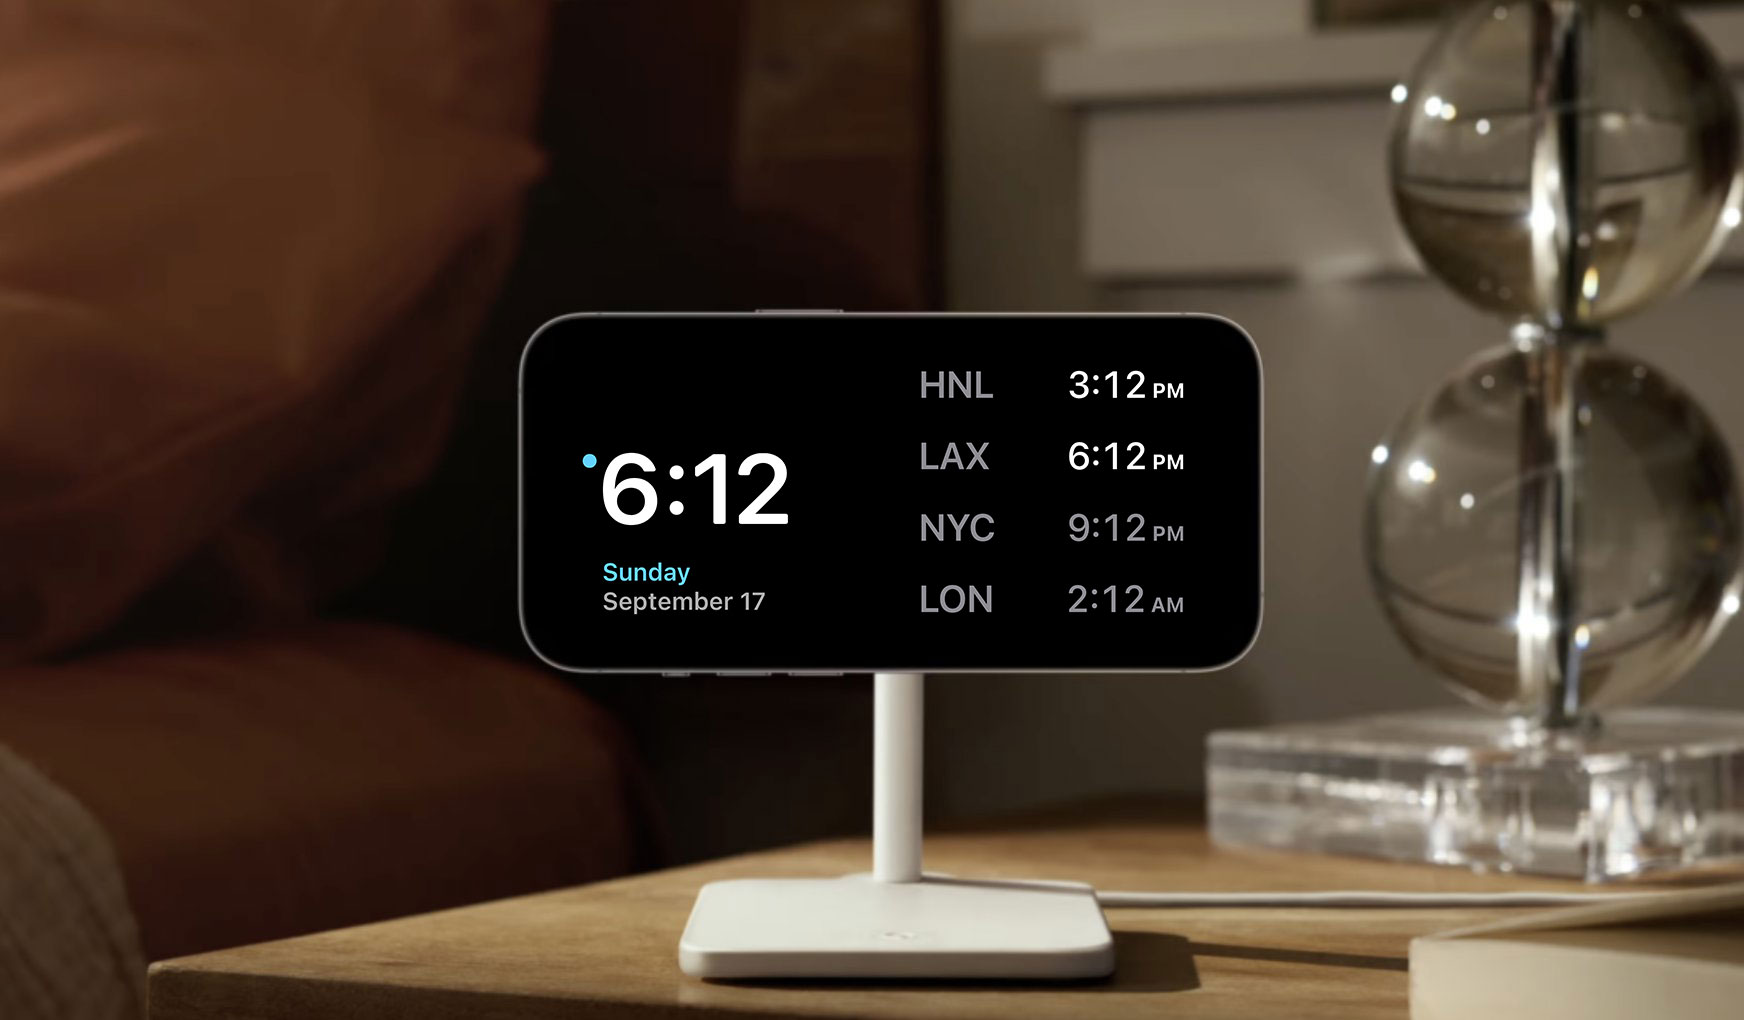 6:12
Sunday
September 17
HNL 3:12 PM
LAX 6:12 PM
NYC 9:12 PM
LON 2:12 AM